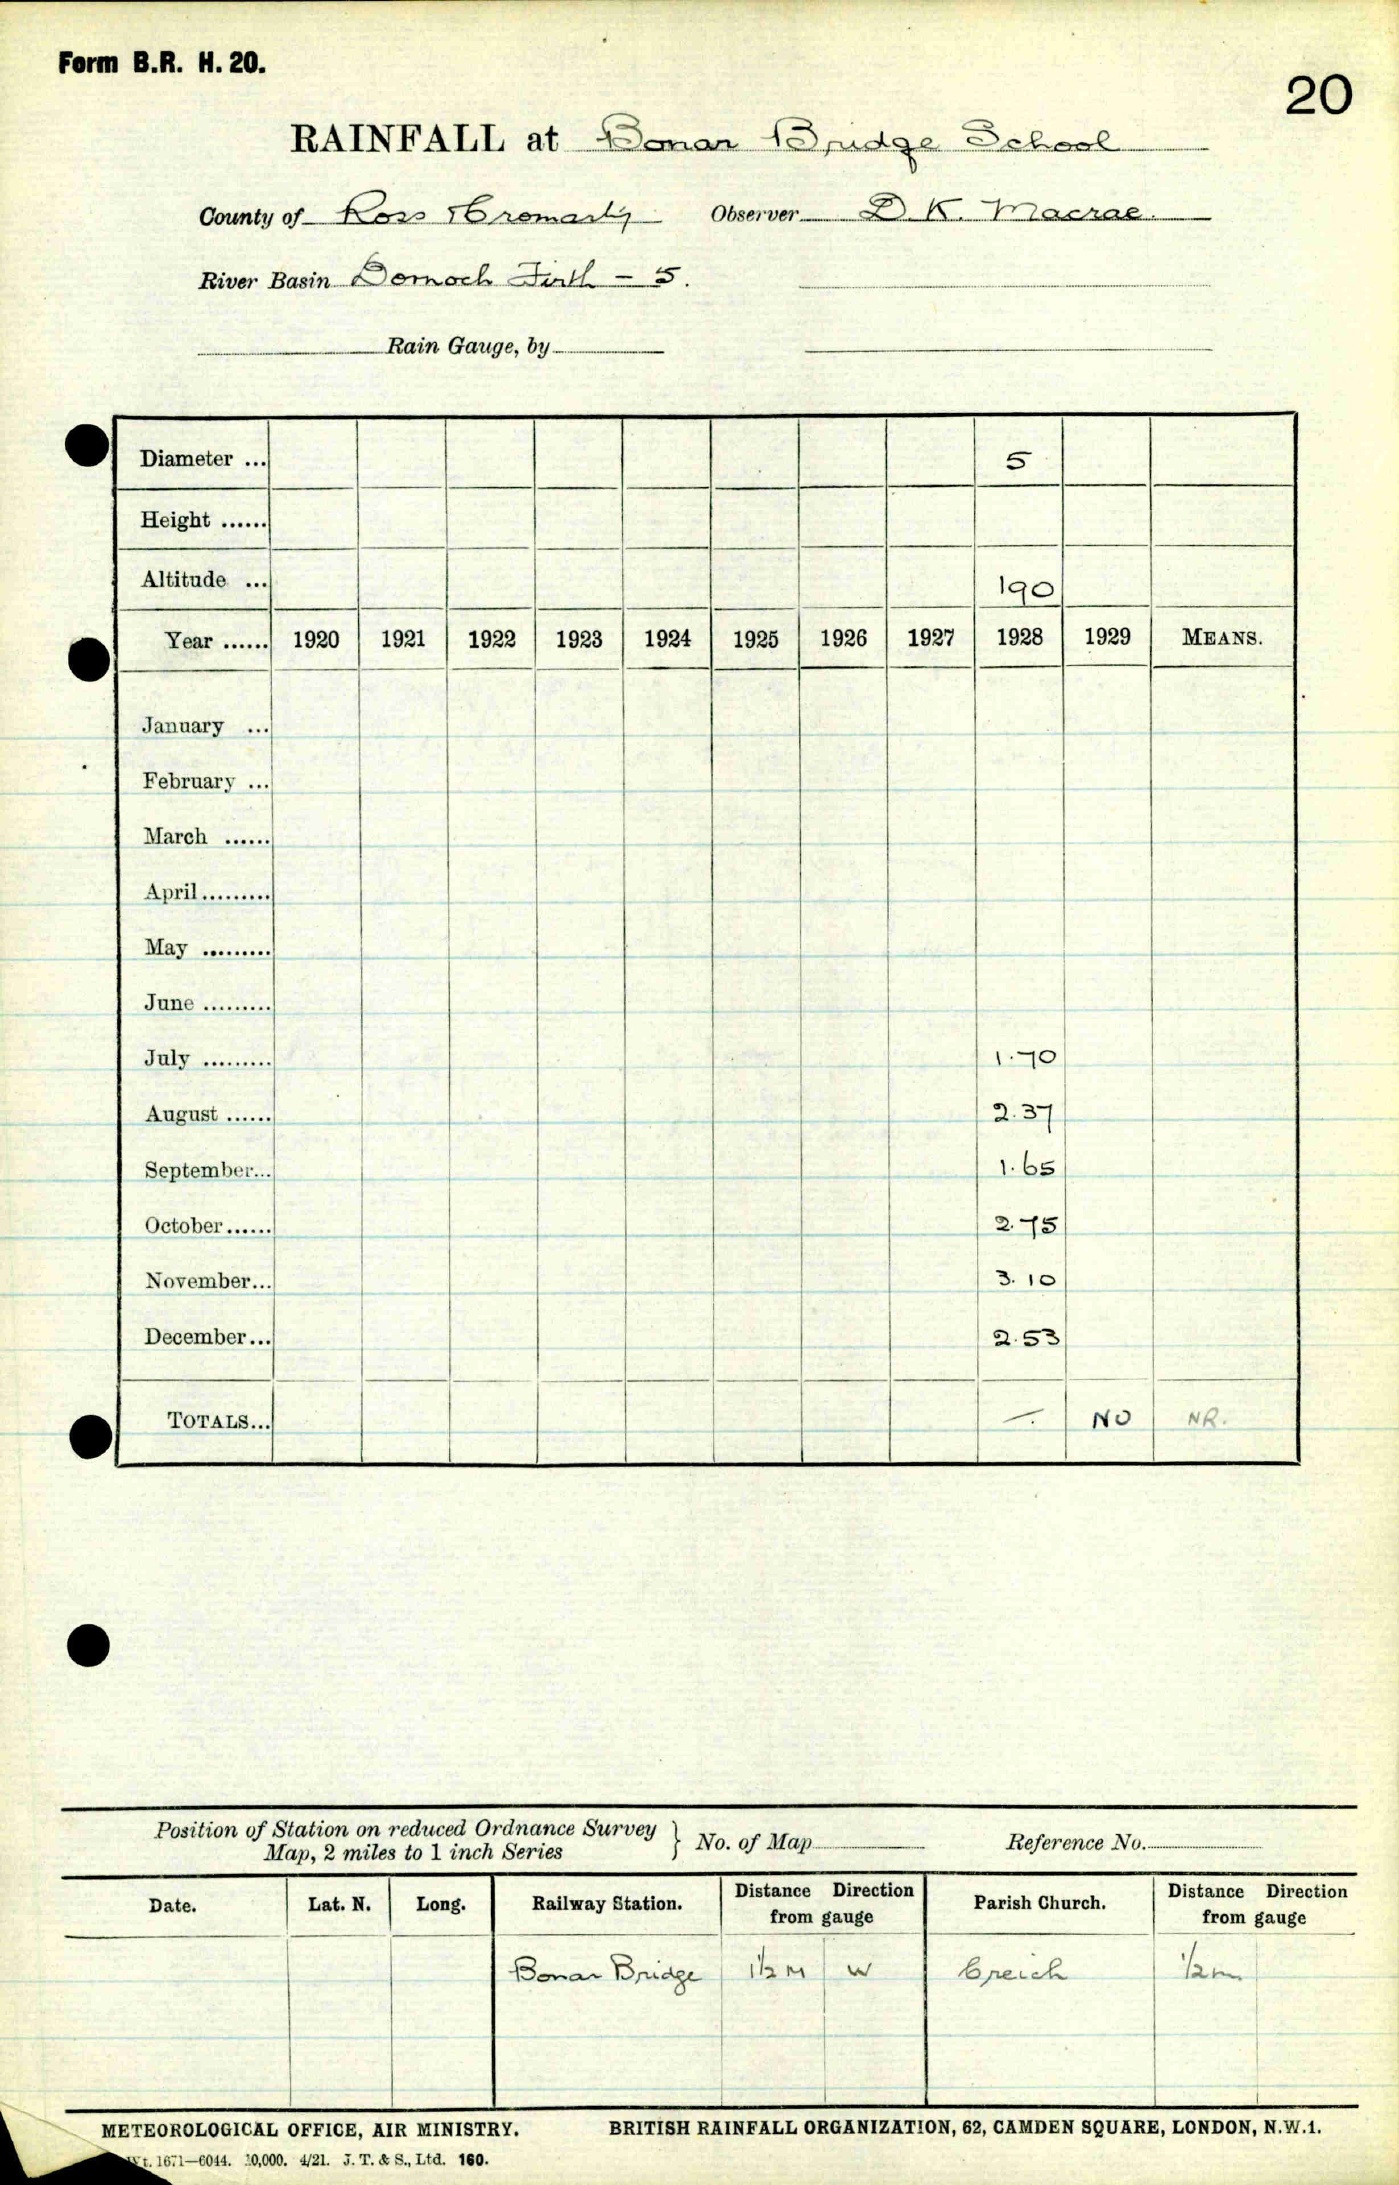 Form B.R. H. 20.
20
RAINFALL at Bonar Bridge School
County of Ross & Cromarty Observer D. K. Macrae.
River Basin Dornoch Firth - 5.
Rain Gauge, by
Diameter ... 5
Height ......
Altitude ... 190
Year ...... 1920 1921 1922 1923 1924 1925 1926 1927 1928 1929 MEANS.
January ...
February ...
March ......
April .........
May .........
June .........
July ......... 1.70
August ...... 2.37
September... 1.65
October...... 2.75
November... 3.10
December... 2.53
TOTALS... —. NO NR.
Position of Station on reduced Ordnance Survey
Map, 2 miles to 1 inch Series } No. of Map Reference No.
Date. Lat. N. Long. Railway Station. Distance Direction from gauge Parish Church. Distance Direction from gauge
Bonar Bridge 1½ M W Creich ½ m
METEOROLOGICAL OFFICE, AIR MINISTRY. BRITISH RAINFALL ORGANIZATION, 62, CAMDEN SQUARE, LONDON, N.W.1.
Wt. 1671—6044. 10,000. 4/21. J. T. & S., Ltd. 160.